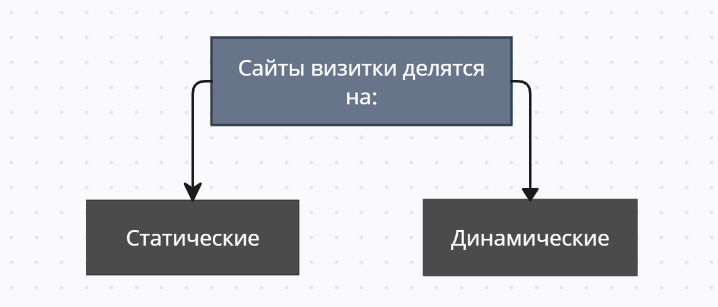 Сайты визитки делятся
на:
Статические
Динамические